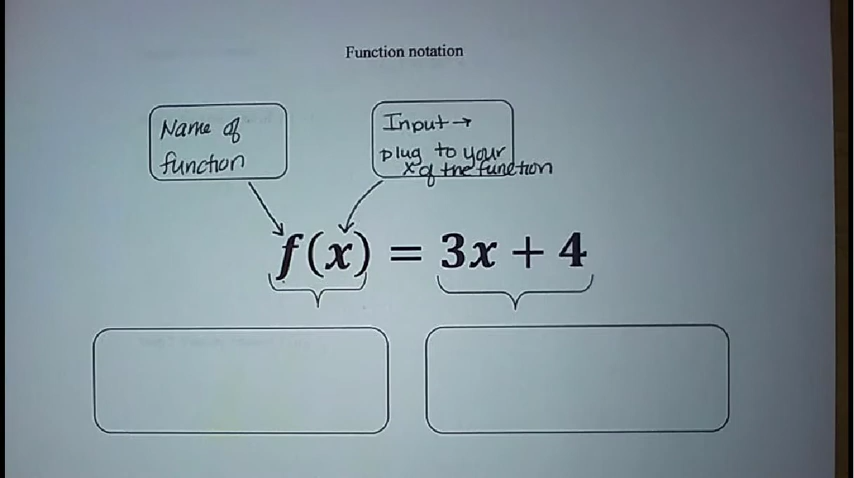 Function notation
Name of
function
Input →
plug to your
x of the function
f(x) = 3x + 4